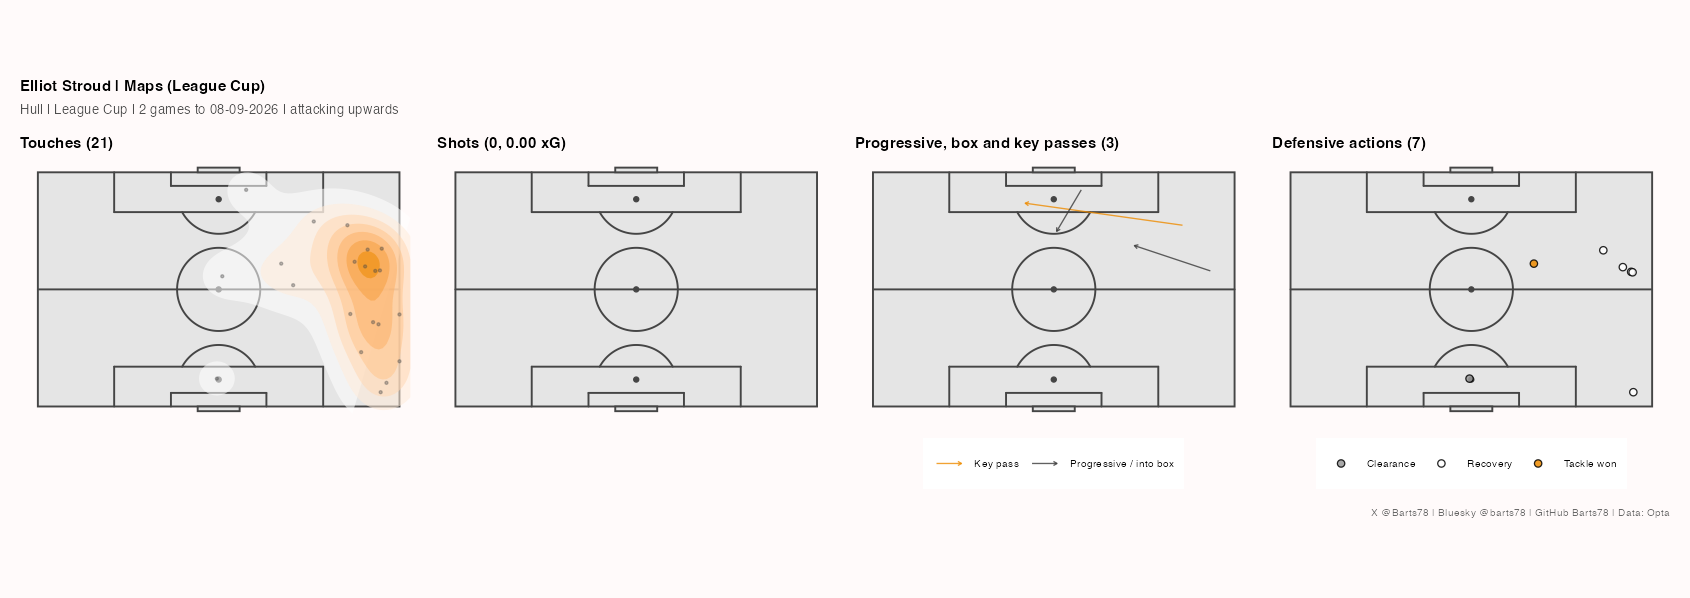 Elliot Stroud | Maps (League Cup)
Hull | League Cup | 2 games to 08-09-2026 | attacking upwards
Touches (21)
Shots (0, 0.00 xG)
Progressive, box and key passes (3)
Defensive actions (7)
Key pass
Progressive / into box
Clearance
Recovery
Tackle won
X @Barts78 | Bluesky @barts78 | GitHub Barts78 | Data: Opta